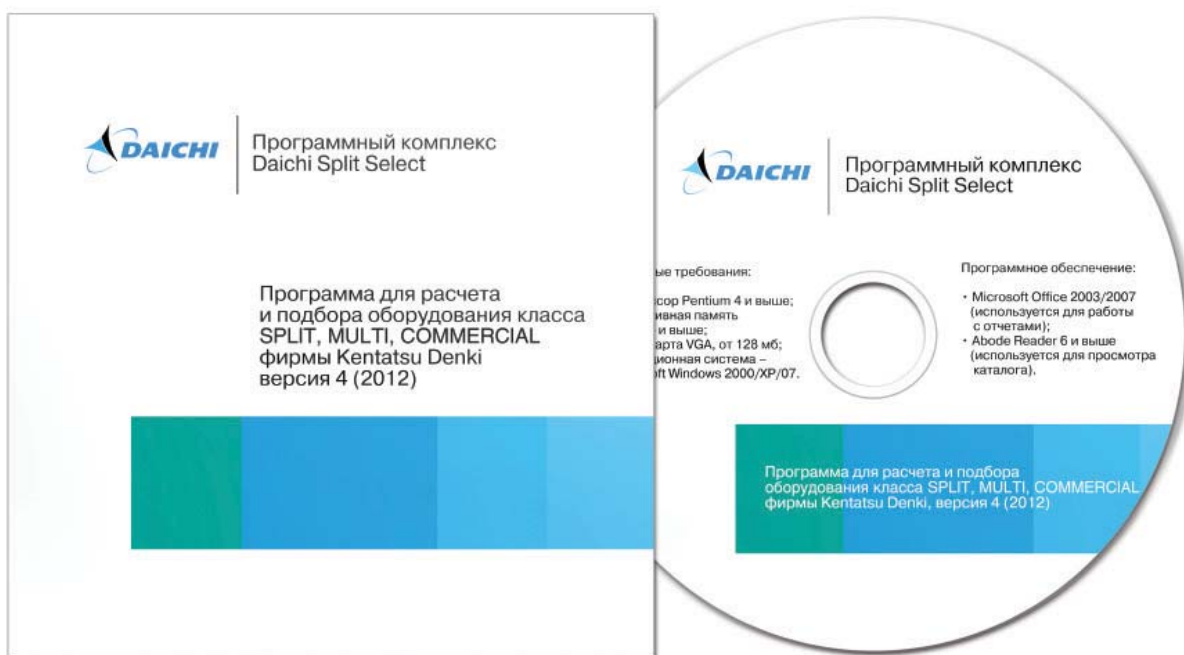 DAICHI
Программный комплекс
Daichi Split Select
Программа для расчета
и подбора оборудования класса
SPLIT, MULTI, COMMERCIAL
фирмы Kentatsu Denki
версия 4 (2012)
DAICHI
Программный комплекс
Daichi Split Select
ые требования:
ссор Pentium 4 и выше;
ивная память
и выше;
арта VGA, от 128 мб;
ционная система –
ft Windows 2000/XP/07.
Программное обеспечение:
· Microsoft Office 2003/2007
(используется для работы
с отчетами);
· Abode Reader 6 и выше
(используется для просмотра
каталога).
Программа для расчета и подбора
оборудования класса SPLIT, MULTI, COMMERCIAL
фирмы Kentatsu Denki, версия 4 (2012)